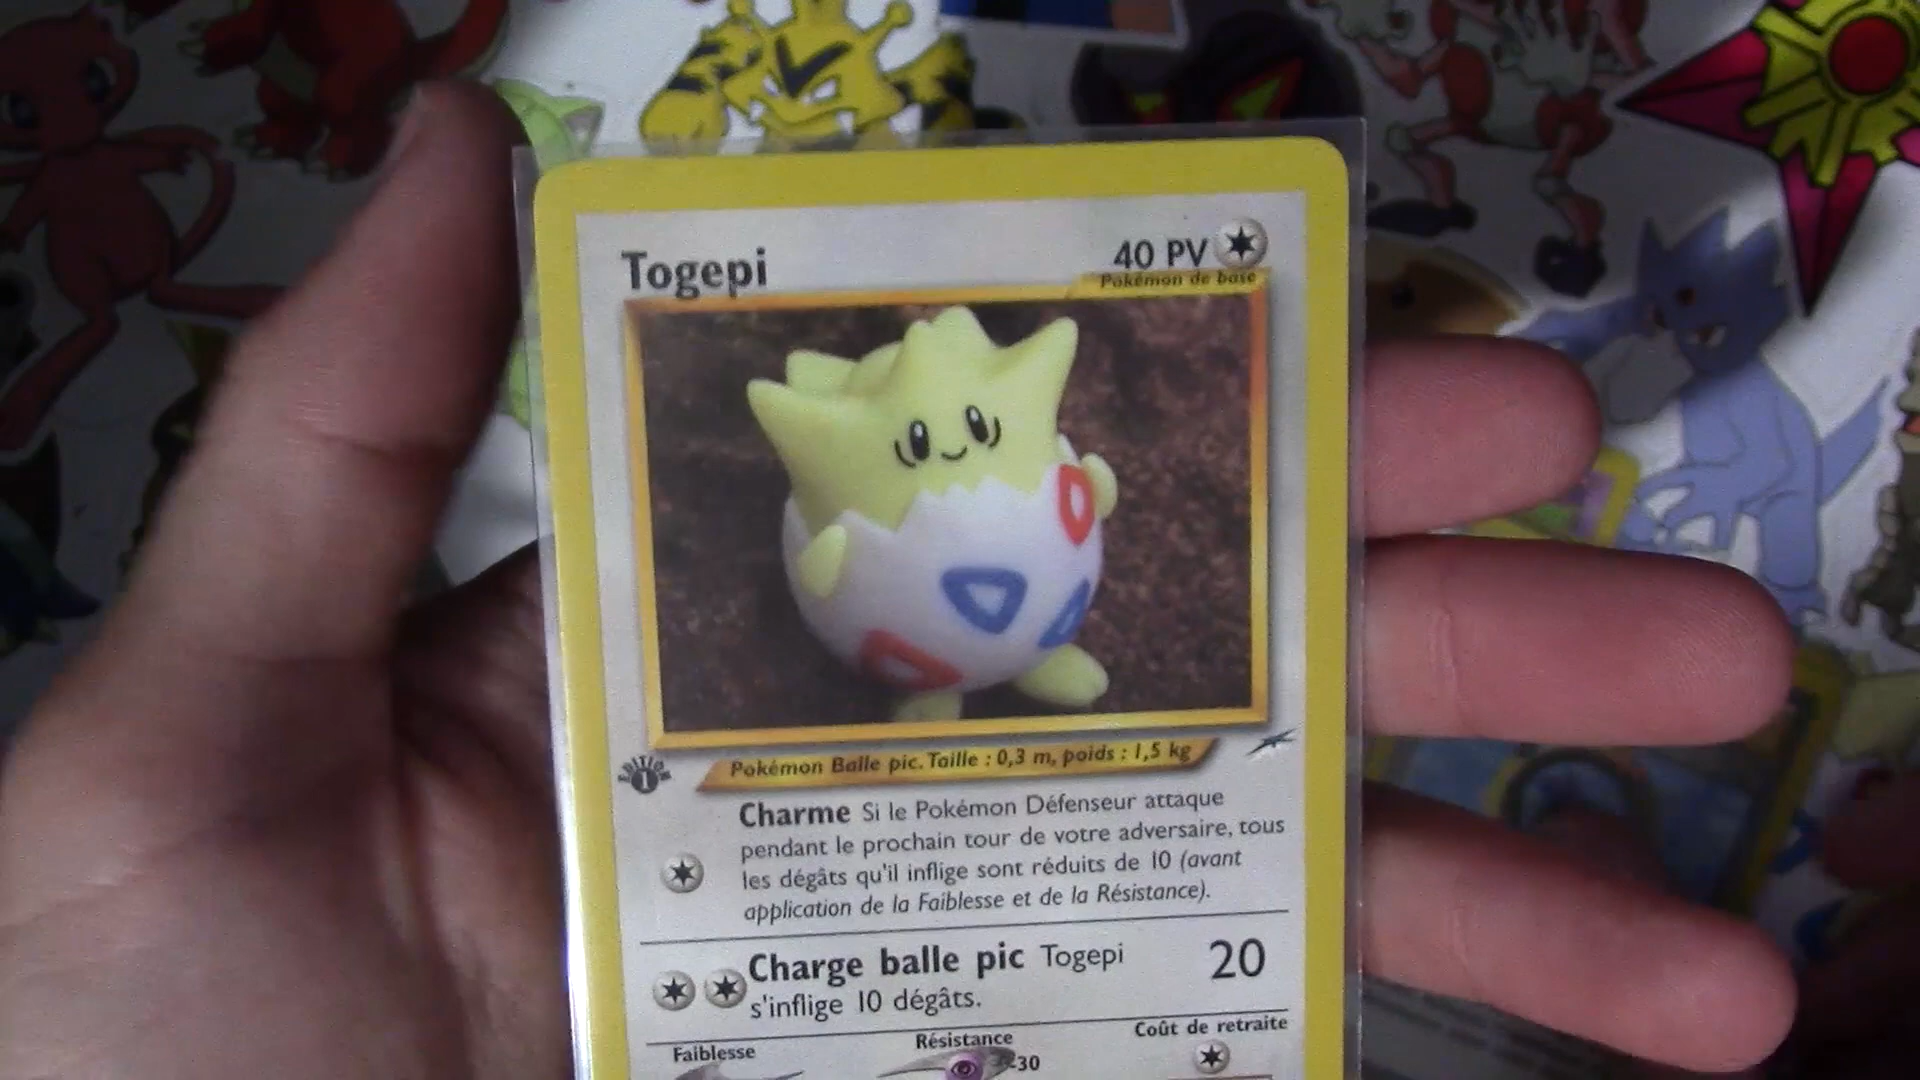 Togepi
40 PV
Pokémon de base
Pokémon Balle pic. Taille : 0,3 m, poids : 1,5 kg
EDITION
1
Charme Si le Pokémon Défenseur attaque
pendant le prochain tour de votre adversaire, tous
les dégâts qu'il inflige sont réduits de 10 (avant
application de la Faiblesse et de la Résistance).
Charge balle pic Togepi 20
s'inflige 10 dégâts.
Faiblesse
Résistance
-30
Coût de retraite